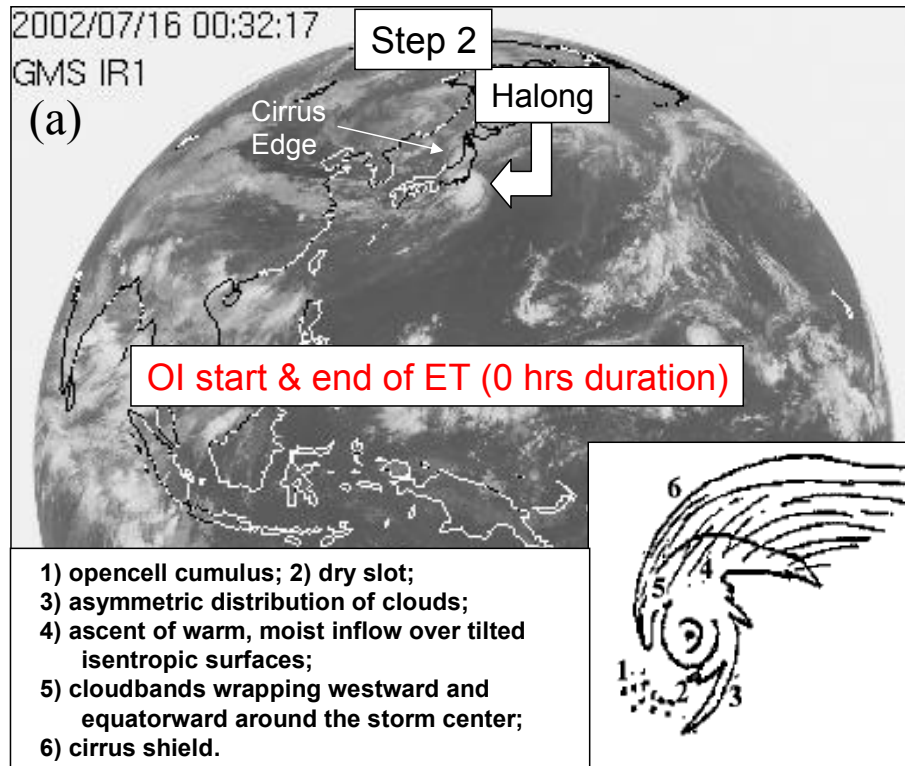 2002/07/16 00:32:17
GMS IR1
(a)
Step 2
Halong
Cirrus
Edge
OI start & end of ET (0 hrs duration)
1) opencell cumulus; 2) dry slot;
3) asymmetric distribution of clouds;
4) ascent of warm, moist inflow over tilted
isentropic surfaces;
5) cloudbands wrapping westward and
equatorward around the storm center;
6) cirrus shield.
6
4
5
1
2
3